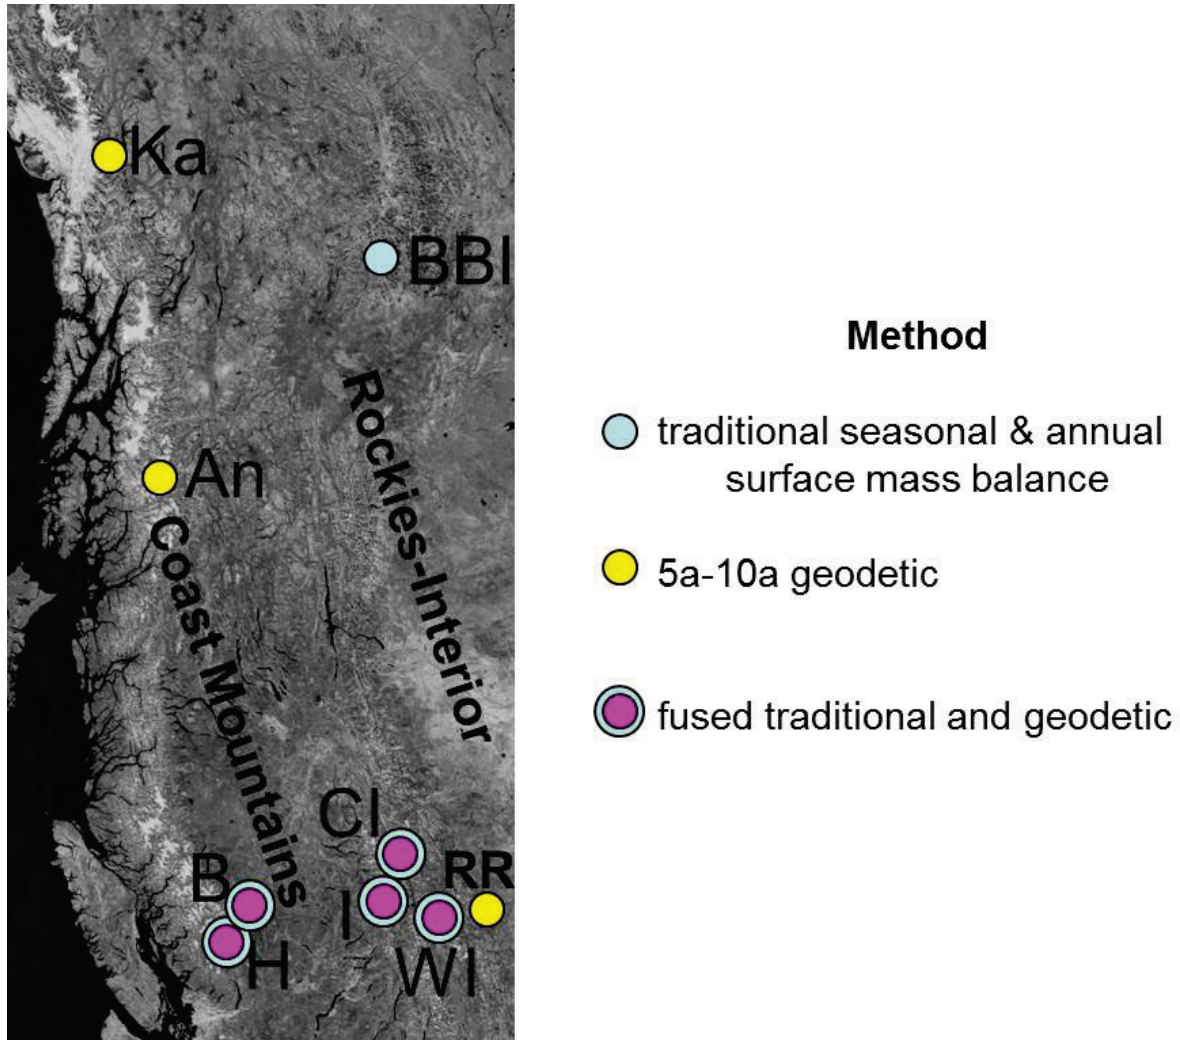 Ka
BBI
An
Rockies-Interior
Coast Mountains
CI
B
RR
I
H
WI
Method
traditional seasonal & annual
surface mass balance
5a-10a geodetic
fused traditional and geodetic